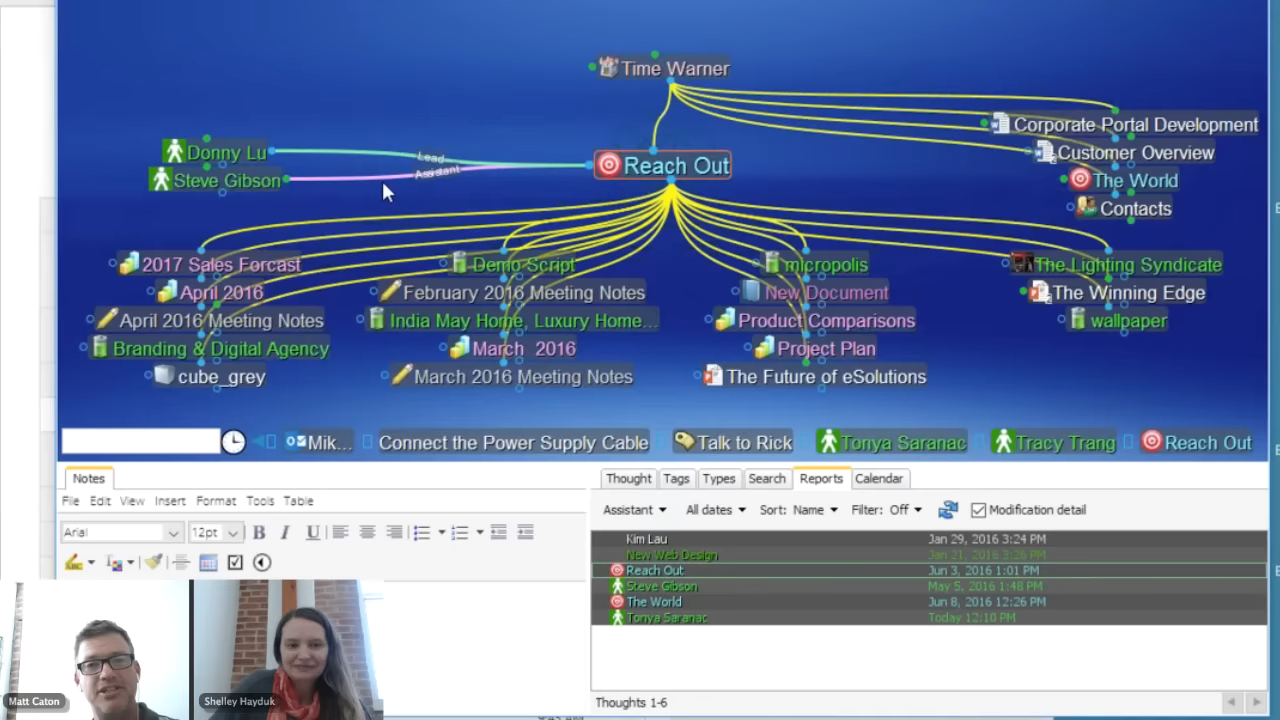 Time Warner
Corporate Portal Development
Customer Overview
The World
Contacts
Donny Lu
Steve Gibson
Lead
Assistant
Reach Out
2017 Sales Forcast
April 2016
April 2016 Meeting Notes
Branding & Digital Agency
cube_grey
Demo Script
February 2016 Meeting Notes
India May Home, Luxury Home...
March 2016
March 2016 Meeting Notes
micropolis
New Document
Product Comparisons
Project Plan
The Future of eSolutions
The Lighting Syndicate
The Winning Edge
wallpaper
Mik... Connect the Power Supply Cable Talk to Rick Tonya Saranac Tracy Trang Reach Out
Notes
File Edit View Insert Format Tools Table
Arial 12pt B I U
Thought Tags Types Search Reports Calendar
Assistant All dates Sort: Name Filter: Off Modification detail
Kim Lau Jan 29, 2016 3:24 PM
New Web Design Jan 21, 2016 3:26 PM
Reach Out Jun 3, 2016 1:01 PM
Steve Gibson May 5, 2016 1:48 PM
The World Jun 8, 2016 12:26 PM
Tonya Saranac Today 12:10 PM
Thoughts 1-6
Matt Caton
Shelley Hayduk